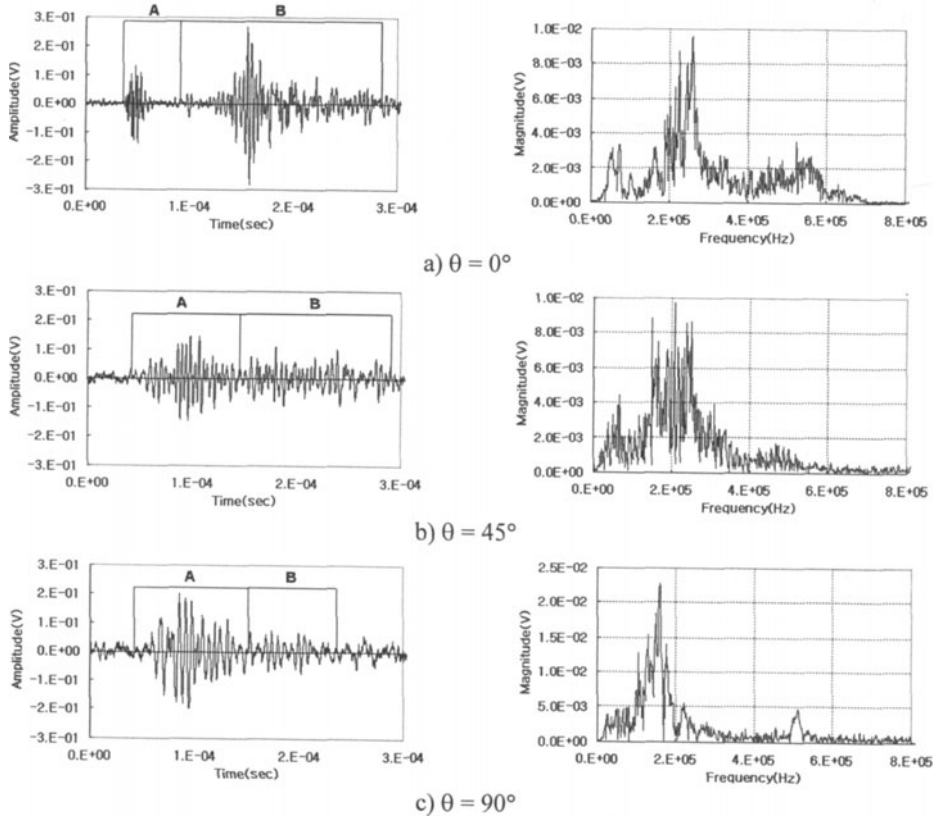 A B
3.E-01
2.E-01
1.E-01
0.E+00
-1.E-01
-2.E-01
-3.E-01
Amplitude(V)
0.E+00 1.E-04 2.E-04 3.E-04
Time(sec)
1.0E-02
8.0E-03
6.0E-03
4.0E-03
2.0E-03
0.0E+00
Magnitude(V)
0.E+00 2.E+05 4.E+05 6.E+05 8.E+05
Frequency(Hz)
a) θ = 0°
A B
3.E-01
2.E-01
1.E-01
0.E+00
-1.E-01
-2.E-01
-3.E-01
Amplitude(V)
0.E+00 1.E-04 2.E-04 3.E-04
Time(sec)
1.0E-02
8.0E-03
6.0E-03
4.0E-03
2.0E-03
0.0E+00
Magnitude(V)
0.E+00 2.E+05 4.E+05 6.E+05 8.E+05
Frequency(Hz)
b) θ = 45°
A B
3.E-01
2.E-01
1.E-01
0.E+00
-1.E-01
-2.E-01
-3.E-01
Amplitude(V)
0.E+00 1.E-04 2.E-04 3.E-04
Time(sec)
2.5E-02
2.0E-02
1.5E-02
1.0E-02
5.0E-03
0.0E+00
Magnitude(V)
0.E+00 2.E+05 4.E+05 6.E+05 8.E+05
Frequency(Hz)
c) θ = 90°